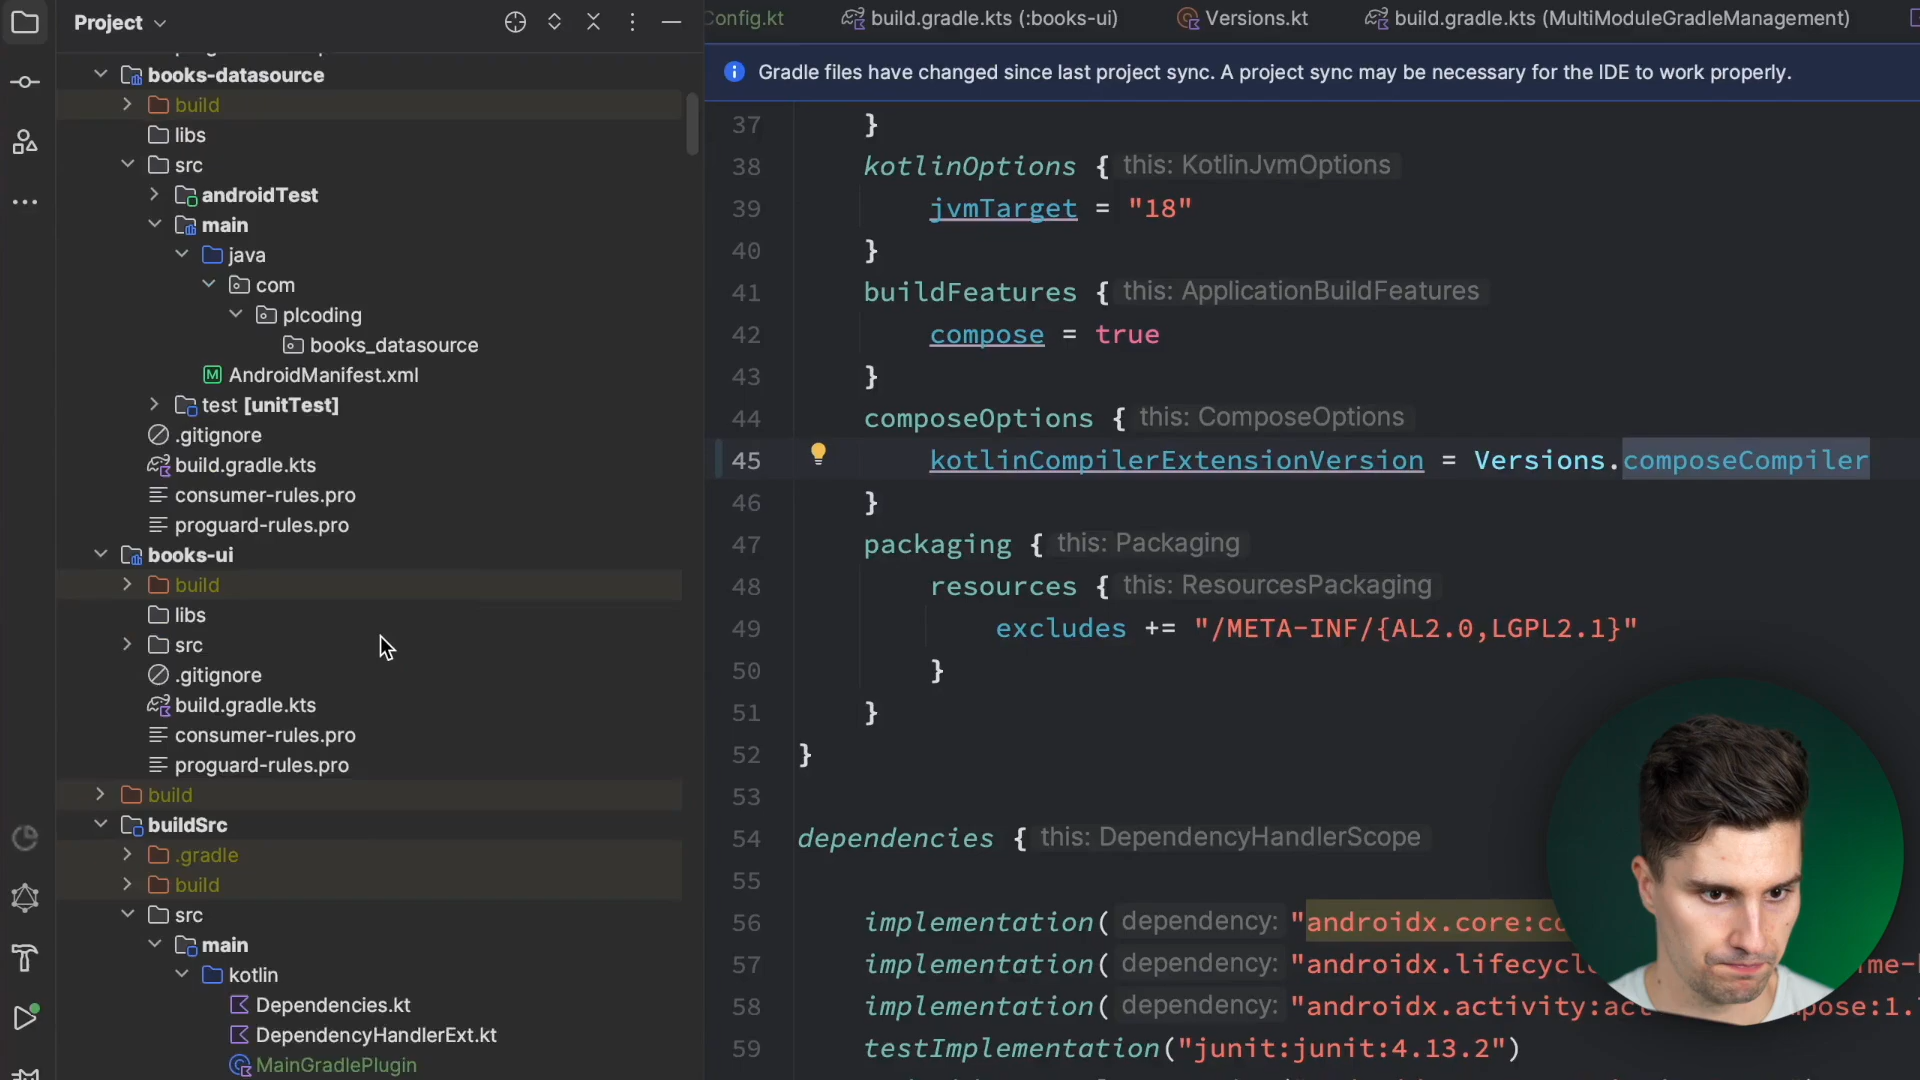 Project
Config.kt
build.gradle.kts (:books-ui)
Versions.kt
build.gradle.kts (MultiModuleGradleManagement)
Gradle files have changed since last project sync. A project sync may be necessary for the IDE to work properly.
books-datasource
build
libs
src
androidTest
main
java
com
plcoding
books_datasource
AndroidManifest.xml
test [unitTest]
.gitignore
build.gradle.kts
consumer-rules.pro
proguard-rules.pro
books-ui
build
libs
src
.gitignore
build.gradle.kts
consumer-rules.pro
proguard-rules.pro
build
buildSrc
.gradle
build
src
main
kotlin
Dependencies.kt
DependencyHandlerExt.kt
MainGradlePlugin
37 }
38 kotlinOptions { this: KotlinJvmOptions
39 jvmTarget = "18"
40 }
41 buildFeatures { this: ApplicationBuildFeatures
42 compose = true
43 }
44 composeOptions { this: ComposeOptions
45 kotlinCompilerExtensionVersion = Versions.composeCompiler
46 }
47 packaging { this: Packaging
48 resources { this: ResourcesPackaging
49 excludes += "/META-INF/{AL2.0,LGPL2.1}"
50 }
51 }
52 }
53
54 dependencies { this: DependencyHandlerScope
55
56 implementation( dependency: "androidx.core:co
57 implementation( dependency: "androidx.lifecycl
58 implementation( dependency: "androidx.activity:ac pose:1.
59 testImplementation("junit:junit:4.13.2")